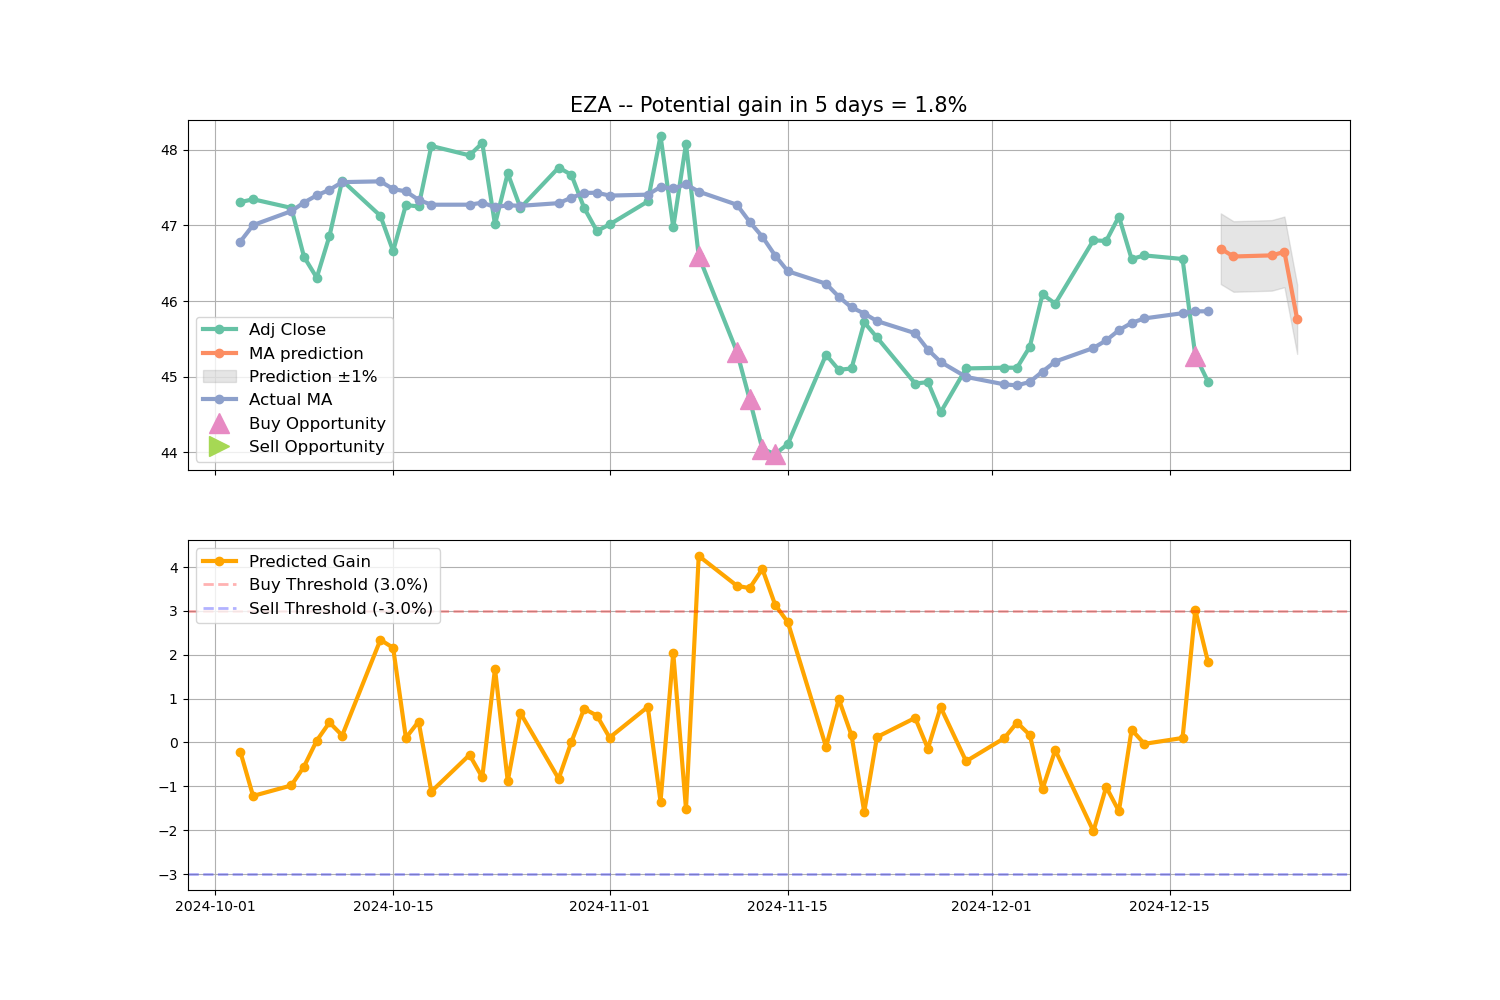 EZA -- Potential gain in 5 days = 1.8%
48
47
46
45
44
Adj Close
MA prediction
Prediction ±1%
Actual MA
Buy Opportunity
Sell Opportunity
4
3
2
1
0
−1
−2
−3
Predicted Gain
Buy Threshold (3.0%)
Sell Threshold (-3.0%)
2024-10-01
2024-10-15
2024-11-01
2024-11-15
2024-12-01
2024-12-15